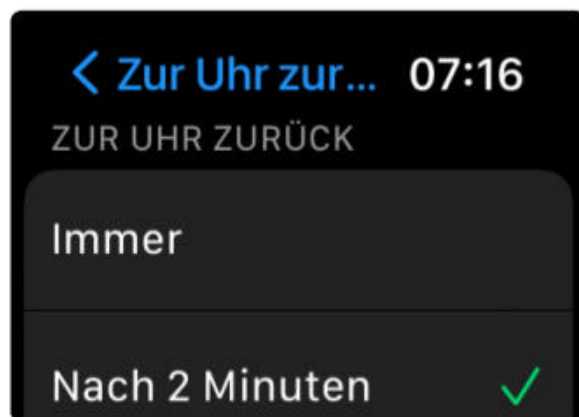 Zur Uhr zur... 07:16
ZUR UHR ZURÜCK
Immer
Nach 2 Minuten